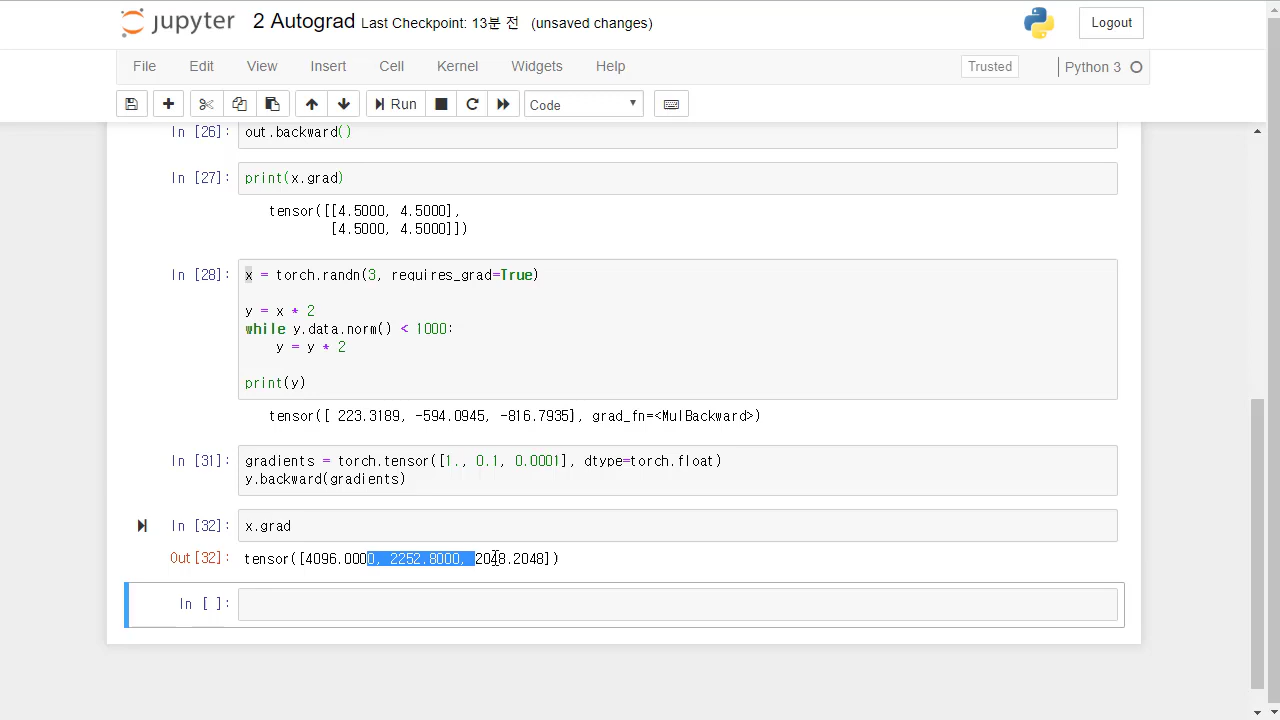 jupyter 2 Autograd Last Checkpoint: 13분 전 (unsaved changes) Logout
File Edit View Insert Cell Kernel Widgets Help Trusted Python 3
Run Code
In [26]: out.backward()
In [27]: print(x.grad)
tensor([[4.5000, 4.5000],
[4.5000, 4.5000]])
In [28]: x = torch.randn(3, requires_grad=True)
y = x * 2
while y.data.norm() < 1000:
y = y * 2
print(y)
tensor([ 223.3189, -594.0945, -816.7935], grad_fn=<MulBackward>)
In [31]: gradients = torch.tensor([1., 0.1, 0.0001], dtype=torch.float)
y.backward(gradients)
In [32]: x.grad
Out [32]: tensor([4096.0000, 2252.8000, 2048.2048])
In [ ]: